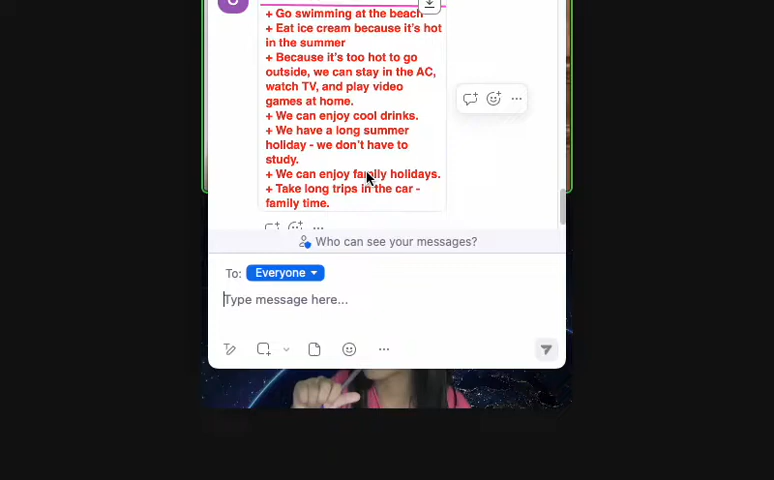 + Go swimming at the beach
+ Eat ice cream because it's hot
in the summer
+ Because it's too hot to go
outside, we can stay in the AC,
watch TV, and play video
games at home.
+ We can enjoy cool drinks.
+ We have a long summer
holiday - we don't have to
study.
+ We can enjoy family holidays.
+ Take long trips in the car -
family time.
Who can see your messages?
To: Everyone
Type message here...